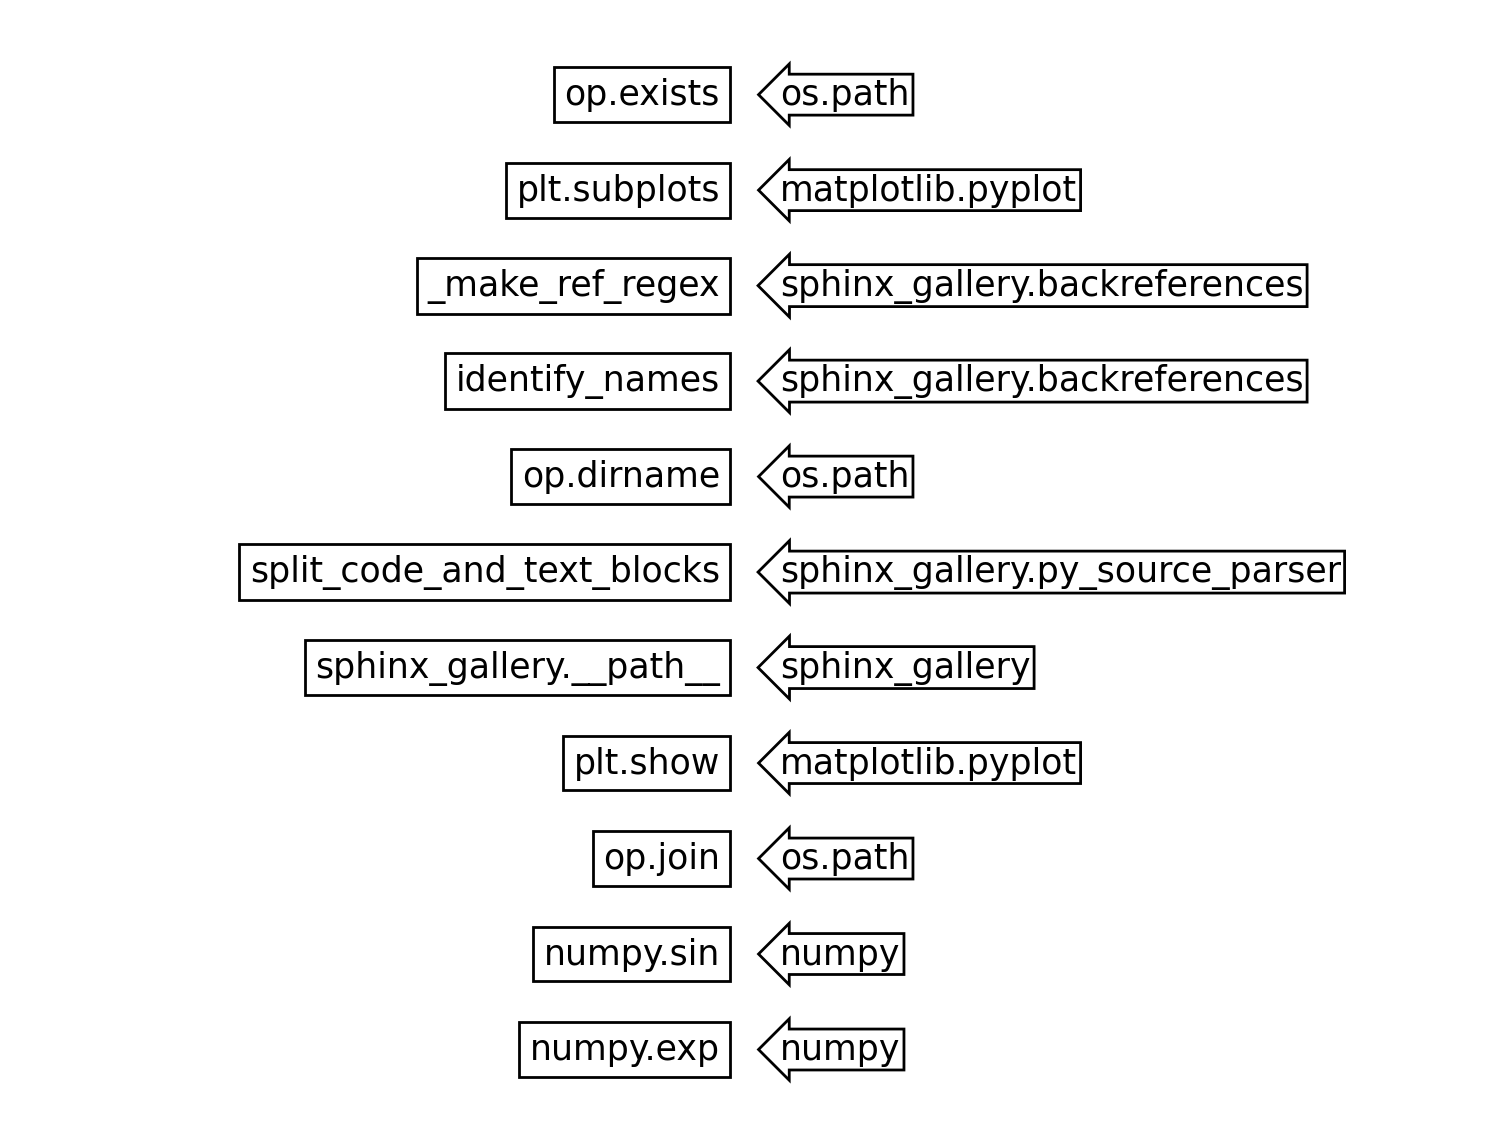 op.exists os.path
plt.subplots matplotlib.pyplot
_make_ref_regex sphinx_gallery.backreferences
identify_names sphinx_gallery.backreferences
op.dirname os.path
split_code_and_text_blocks sphinx_gallery.py_source_parser
sphinx_gallery.__path__ sphinx_gallery
plt.show matplotlib.pyplot
op.join os.path
numpy.sin numpy
numpy.exp numpy